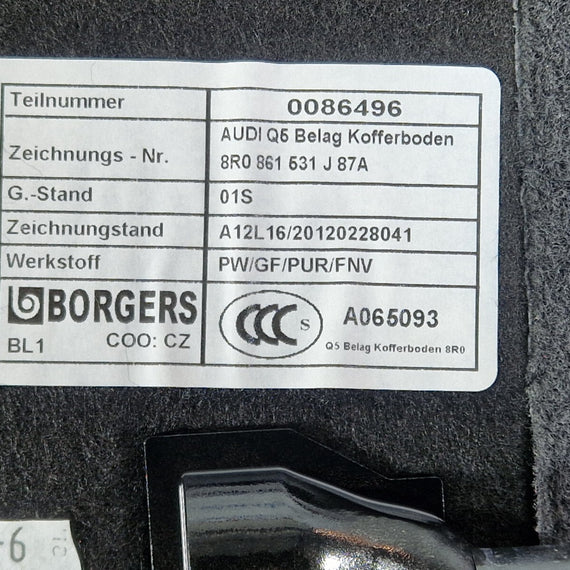 Teilnummer 0086496
Zeichnungs - Nr. AUDI Q5 Belag Kofferboden
8R0 861 531 J 87A
G.-Stand 01S
Zeichnungstand A12L16/20120228041
Werkstoff PW/GF/PUR/FNV
BORGERS
BL1 COO: CZ
CCC S A065093
Q5 Belag Kofferboden 8R0
-6